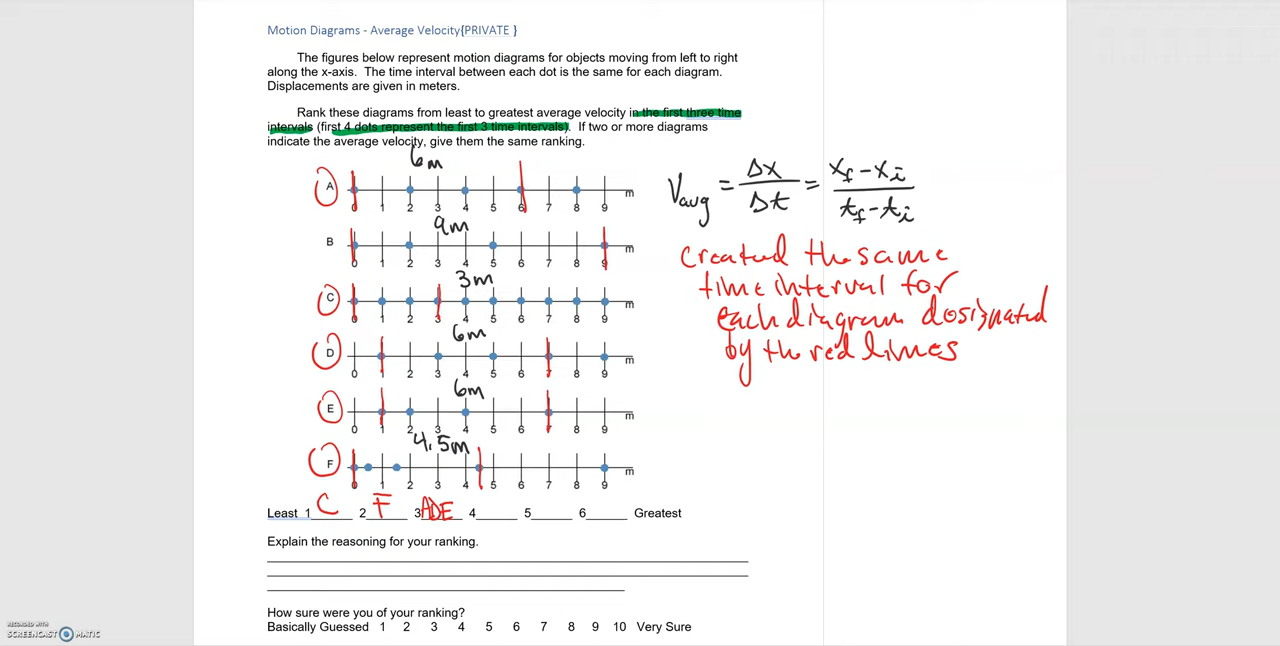 Motion Diagrams - Average Velocity{PRIVATE }
The figures below represent motion diagrams for objects moving from left to right
along the x-axis. The time interval between each dot is the same for each diagram.
Displacements are given in meters.
Rank these diagrams from least to greatest average velocity in the first three time
intervals (first 4 dots represent the first 3 time intervals). If two or more diagrams
indicate the average velocity, give them the same ranking.
6m
A 0 1 2 3 4 5 6 7 8 9 m
9m
B 0 1 2 3 4 5 6 7 8 9 m
3m
C 0 1 2 3 4 5 6 7 8 9 m
6m
D 0 1 2 3 4 5 6 7 8 9 m
6m
E 0 1 2 3 4 5 6 7 8 9 m
4.5m
F 0 1 2 3 4 5 6 7 8 9 m
Vavg = Δx/Δt = xf-xi/tf-ti
Created the same
time interval for
each diagram dosignated
by the red lines
Least 1 C 2 F 3 ADE 4______ 5______ 6______ Greatest
Explain the reasoning for your ranking.
How sure were you of your ranking?
Basically Guessed 1 2 3 4 5 6 7 8 9 10 Very Sure
RECORDED WITH
SCREENCAST-O-MATIC